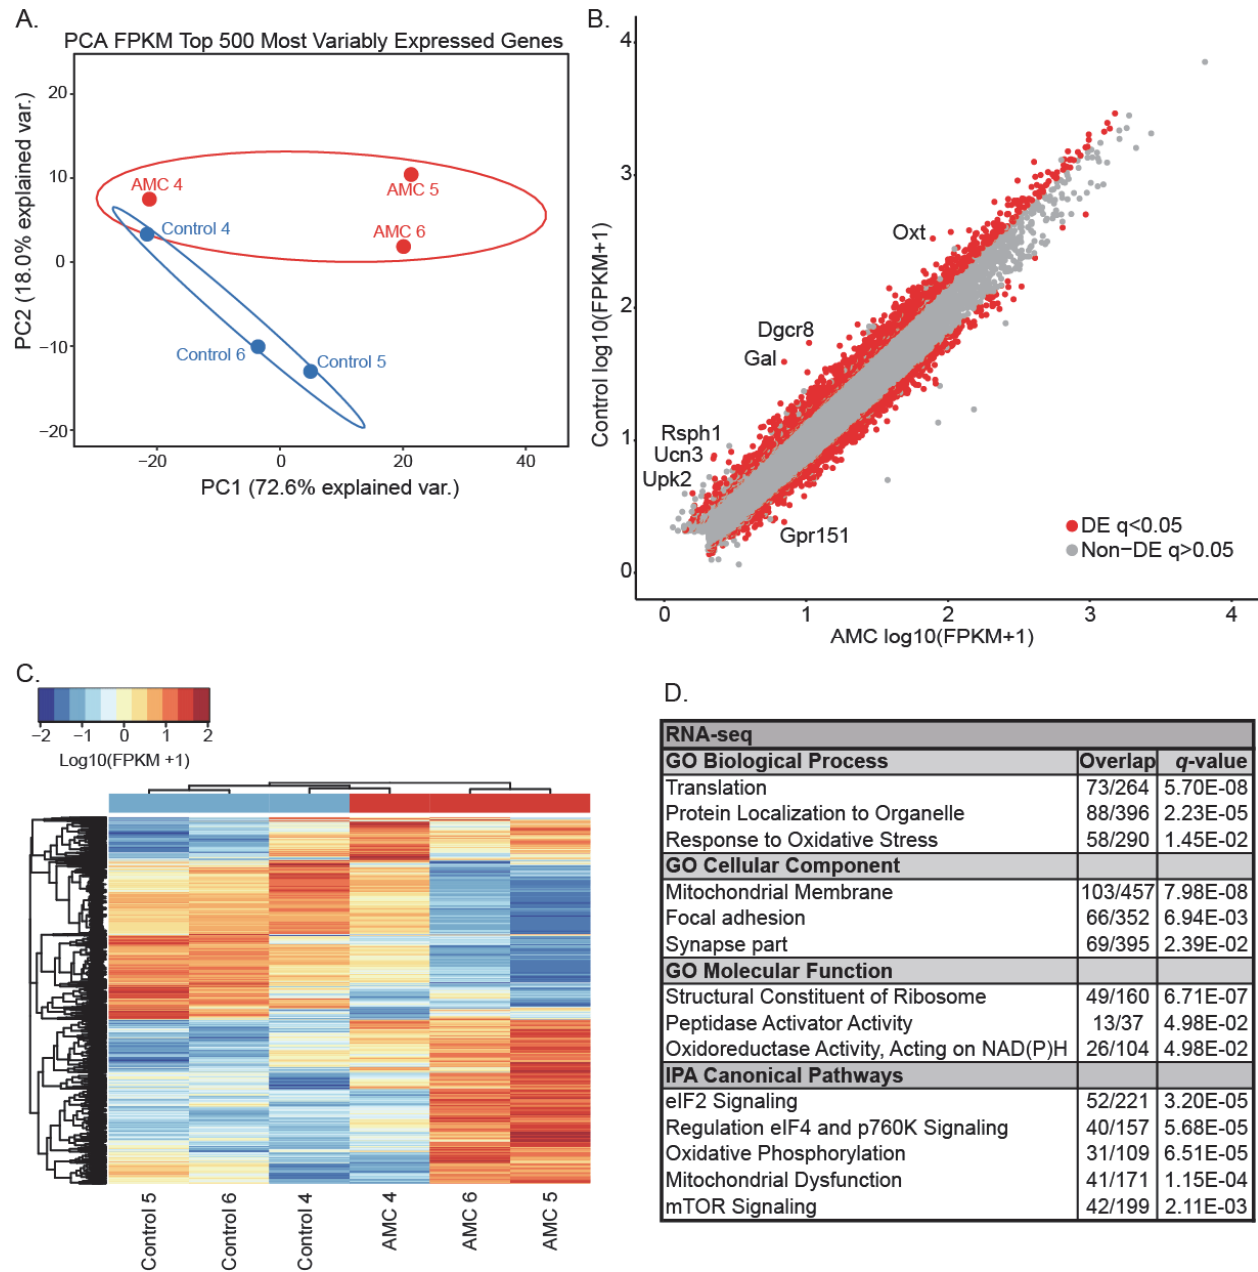 A.
PCA FPKM Top 500 Most Variably Expressed Genes
PC2 (18.0% explained var.)
20
10
0
−10
−20
AMC 4
Control 4
AMC 5
AMC 6
Control 6
Control 5
−20 0 20 40
PC1 (72.6% explained var.)
B.
Control log10(FPKM+1)
4
3
2
1
0
Oxt
Dgcr8
Gal
Rsph1
Ucn3
Upk2
Gpr151
DE q<0.05
Non−DE q>0.05
0 1 2 3 4
AMC log10(FPKM+1)
C.
−2 −1 0 1 2
Log10(FPKM +1)
Control 5
Control 6
Control 4
AMC 4
AMC 6
AMC 5
D.
RNA-seq
GO Biological Process Overlap q-value
Translation 73/264 5.70E-08
Protein Localization to Organelle 88/396 2.23E-05
Response to Oxidative Stress 58/290 1.45E-02
GO Cellular Component
Mitochondrial Membrane 103/457 7.98E-08
Focal adhesion 66/352 6.94E-03
Synapse part 69/395 2.39E-02
GO Molecular Function
Structural Constituent of Ribosome 49/160 6.71E-07
Peptidase Activator Activity 13/37 4.98E-02
Oxidoreductase Activity, Acting on NAD(P)H 26/104 4.98E-02
IPA Canonical Pathways
eIF2 Signaling 52/221 3.20E-05
Regulation eIF4 and p760K Signaling 40/157 5.68E-05
Oxidative Phosphorylation 31/109 6.51E-05
Mitochondrial Dysfunction 41/171 1.15E-04
mTOR Signaling 42/199 2.11E-03